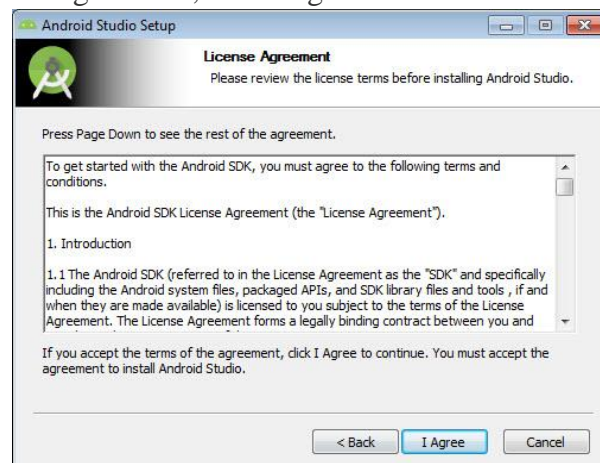 Android Studio Setup
License Agreement
Please review the license terms before installing Android Studio.
Press Page Down to see the rest of the agreement.
To get started with the Android SDK, you must agree to the following terms and
conditions.
This is the Android SDK License Agreement (the "License Agreement").
1. Introduction
1.1 The Android SDK (referred to in the License Agreement as the "SDK" and specifically
including the Android system files, packaged APIs, and SDK library files and tools , if and
when they are made available) is licensed to you subject to the terms of the License
Agreement. The License Agreement forms a legally binding contract between you and
If you accept the terms of the agreement, click I Agree to continue. You must accept the
agreement to install Android Studio.
< Back I Agree Cancel